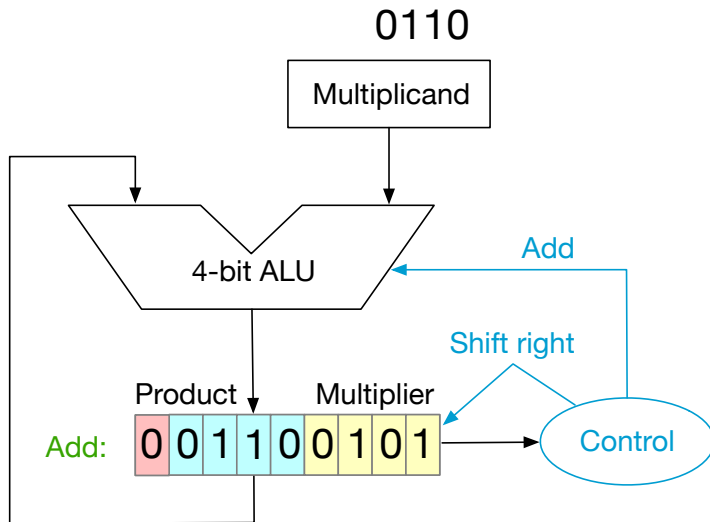 0110
Multiplicand
4-bit ALU
Add
Shift right
Product Multiplier
Add: 0 0 1 1 0 0 1 0 1
Control